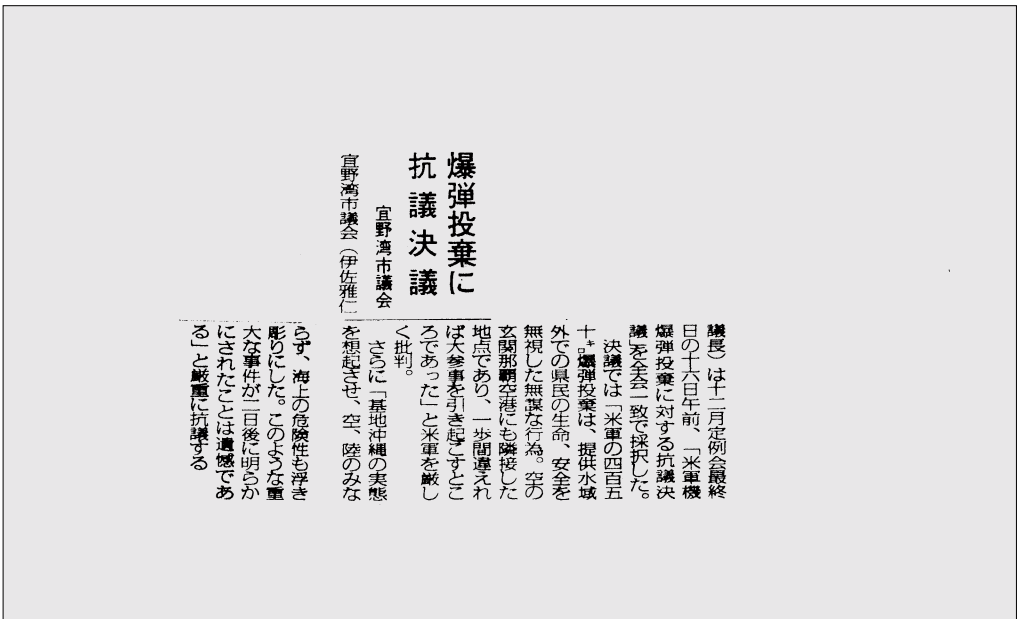 爆弾投棄に
抗議決議
宜野湾市議会
宜野湾市議会（伊佐雅仁
議長）は十二月定例会最終
日の十六日午前、「米軍機
爆弾投棄に対する抗議決
議」を全会一致で採択した。
決議では「米軍の四百五
十㌔爆弾投棄は、提供水域
外での県民の生命、安全を
無視した無謀な行為。空の
玄関那覇空港にも隣接した
地点であり、一歩間違えれ
ば大参事を引き起こすとこ
ろであった」と米軍を厳し
く批判。
さらに「基地沖縄の実態
を想起させ、空、陸のみな
らず、海上の危険性も浮き
彫りにした。このような重
大な事件が二日後に明らか
にされたことは遺憾であ
る」と厳重に抗議する